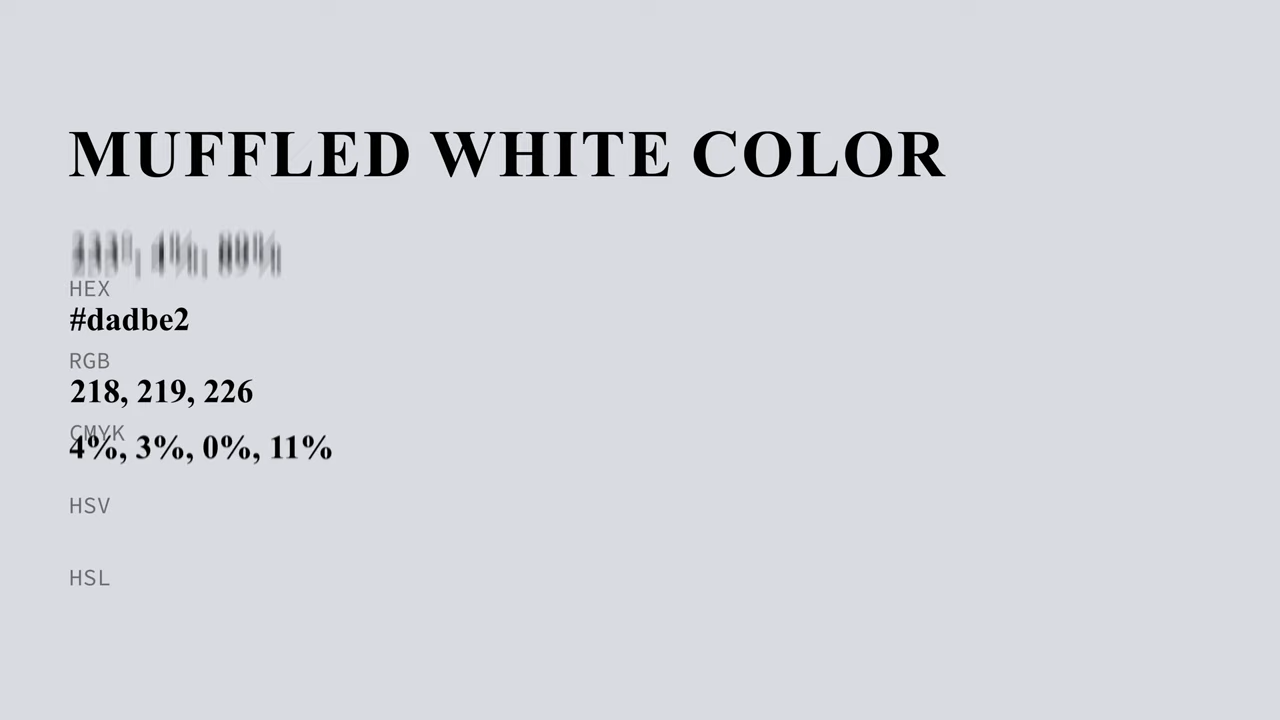 MUFFLED WHITE COLOR
HEX
#dadbe2
RGB
218, 219, 226
CMYK
4%, 3%, 0%, 11%
HSV
HSL